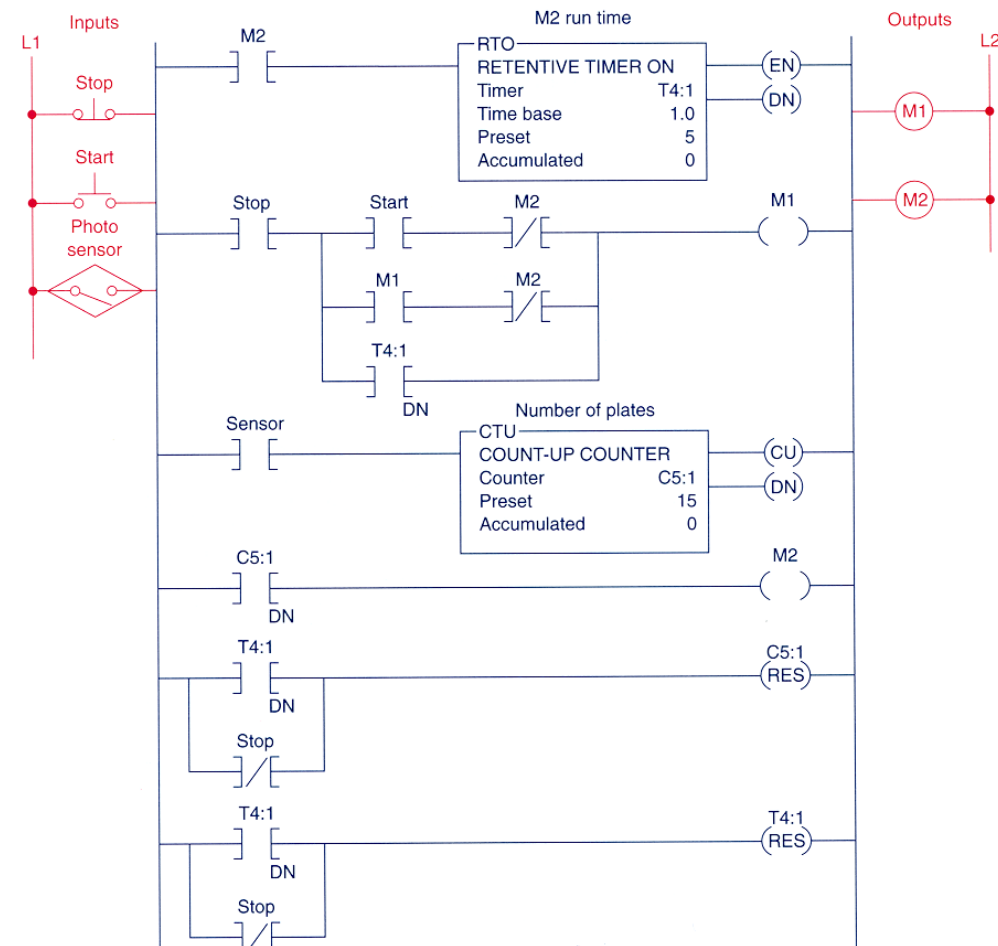 Inputs
L1
Stop
Start
Photo
sensor
M2
M2 run time
RTO
RETENTIVE TIMER ON
Timer T4:1
Time base 1.0
Preset 5
Accumulated 0
EN
DN
Outputs
L2
M1
M2
Stop
Start
M2
M1
M1
M2
T4:1
DN
Sensor
Number of plates
CTU
COUNT-UP COUNTER
Counter C5:1
Preset 15
Accumulated 0
CU
DN
C5:1
DN
M2
T4:1
DN
C5:1
RES
Stop
T4:1
DN
T4:1
RES
Stop